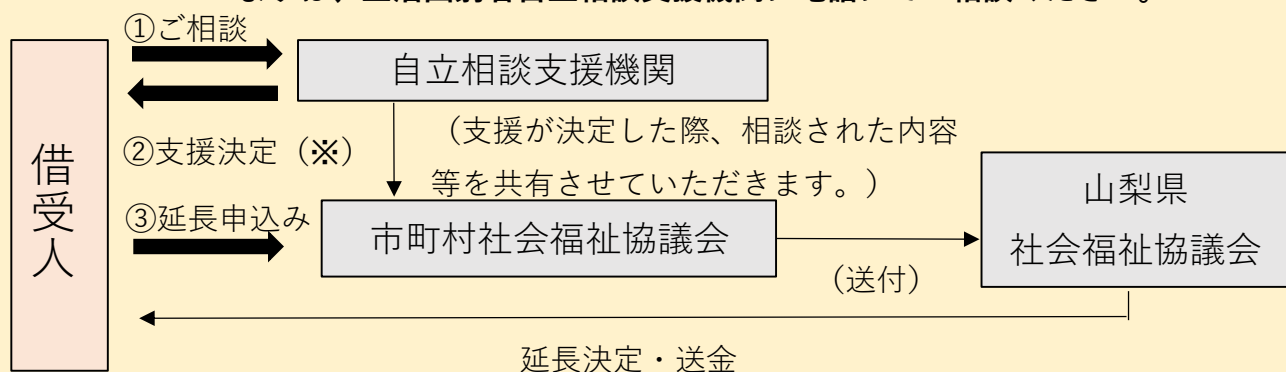 ①ご相談
自立相談支援機関
②支援決定（※）
（支援が決定した際、相談された内容
等を共有させていただきます。）
借受人
③延長申込み
市町村社会福祉協議会
（送付）
山梨県
社会福祉協議会
延長決定・送金